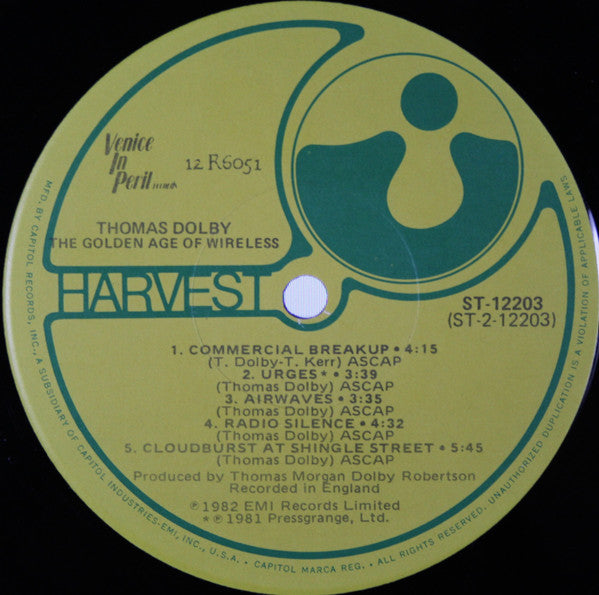 Venice
In
Peril RECORDS
12 R6051
THOMAS DOLBY
THE GOLDEN AGE OF WIRELESS
HARVEST
ST-12203
(ST-2-12203)
1. COMMERCIAL BREAKUP • 4:15
(T. Dolby-T. Kerr) ASCAP
2. URGES* • 3:39
(Thomas Dolby) ASCAP
3. AIRWAVES • 3:35
(Thomas Dolby) ASCAP
4. RADIO SILENCE • 4:32
(Thomas Dolby) ASCAP
5. CLOUDBURST AT SHINGLE STREET • 5:45
(Thomas Dolby) ASCAP
Produced by Thomas Morgan Dolby Robertson
Recorded in England
℗1982 EMI Records Limited
*℗1981 Pressgrange, Ltd.
MFD. BY CAPITOL RECORDS, INC., A SUBSIDIARY OF CAPITOL INDUSTRIES-EMI, INC., U.S.A. • CAPITOL MARCA REG. • ALL RIGHTS RESERVED. UNAUTHORIZED DUPLICATION IS A VIOLATION OF APPLICABLE LAWS